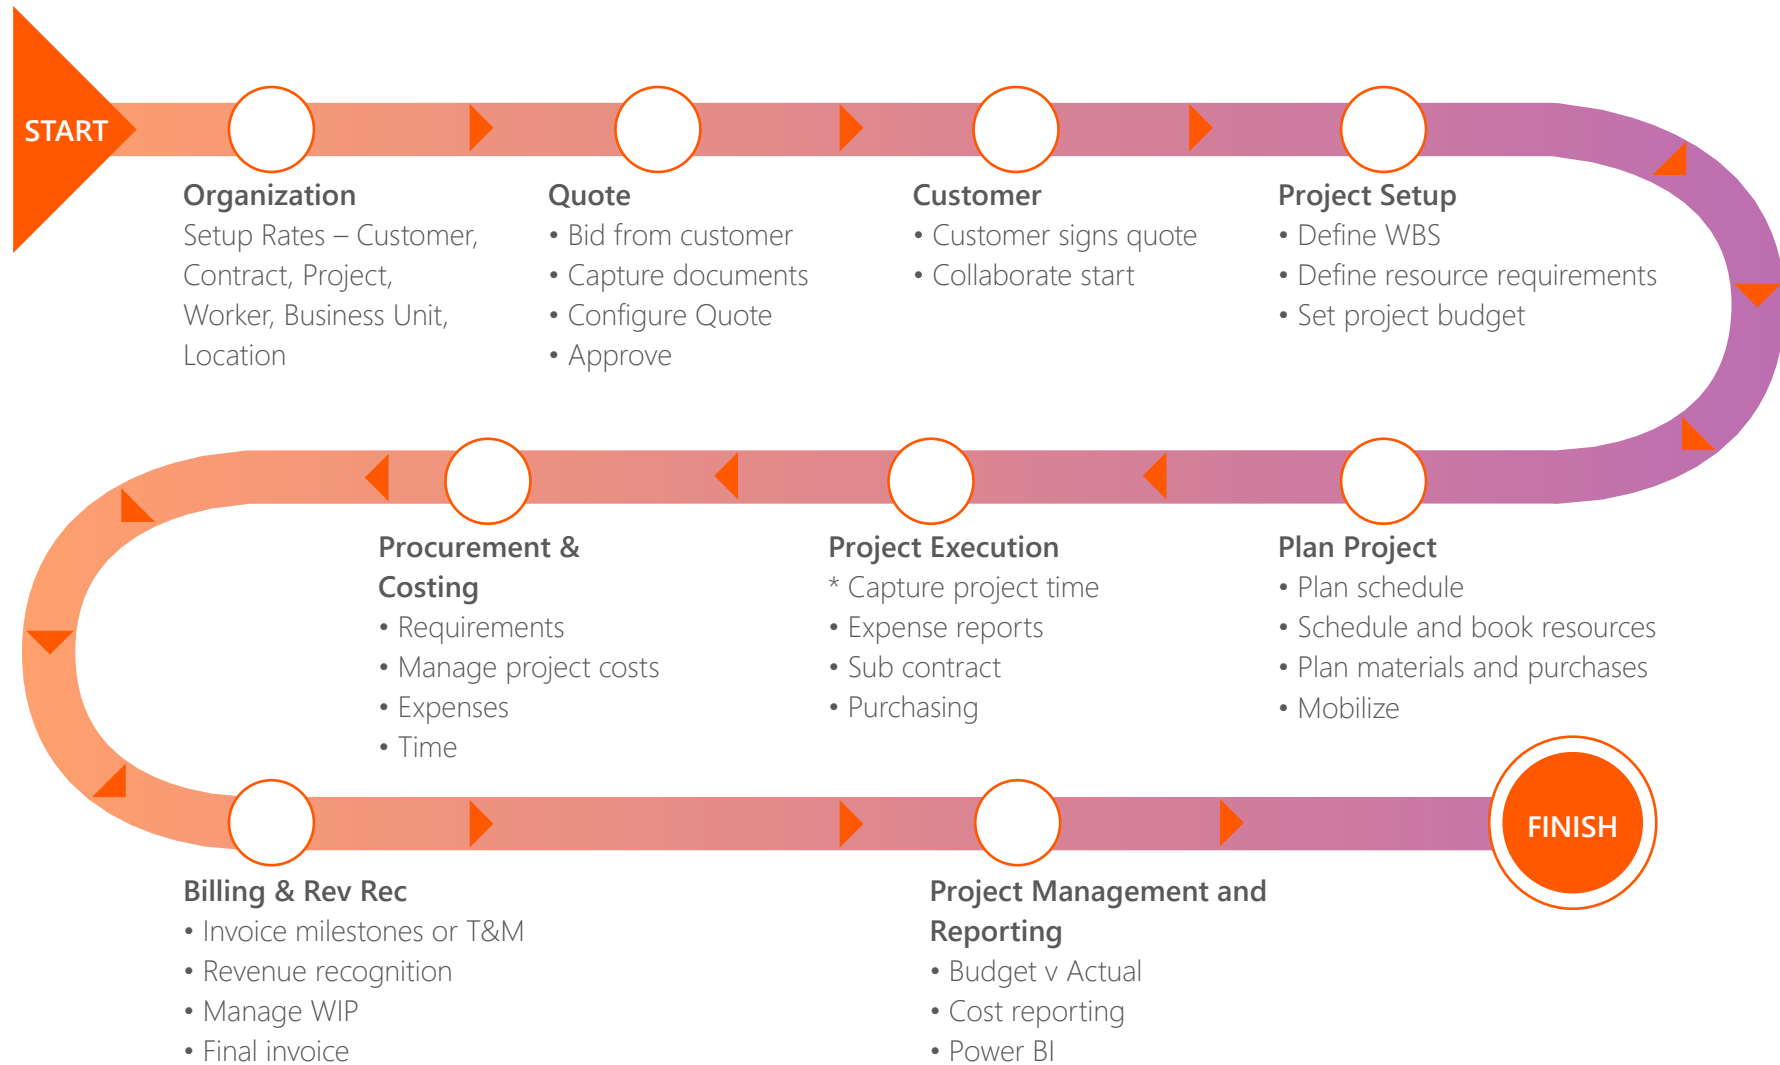 START
Organization
Setup Rates – Customer,
Contract, Project,
Worker, Business Unit,
Location
Quote
• Bid from customer
• Capture documents
• Configure Quote
• Approve
Customer
• Customer signs quote
• Collaborate start
Project Setup
• Define WBS
• Define resource requirements
• Set project budget
Plan Project
• Plan schedule
• Schedule and book resources
• Plan materials and purchases
• Mobilize
Project Execution
* Capture project time
• Expense reports
• Sub contract
• Purchasing
Procurement &
Costing
• Requirements
• Manage project costs
• Expenses
• Time
Billing & Rev Rec
• Invoice milestones or T&M
• Revenue recognition
• Manage WIP
• Final invoice
Project Management and
Reporting
• Budget v Actual
• Cost reporting
• Power BI
FINISH